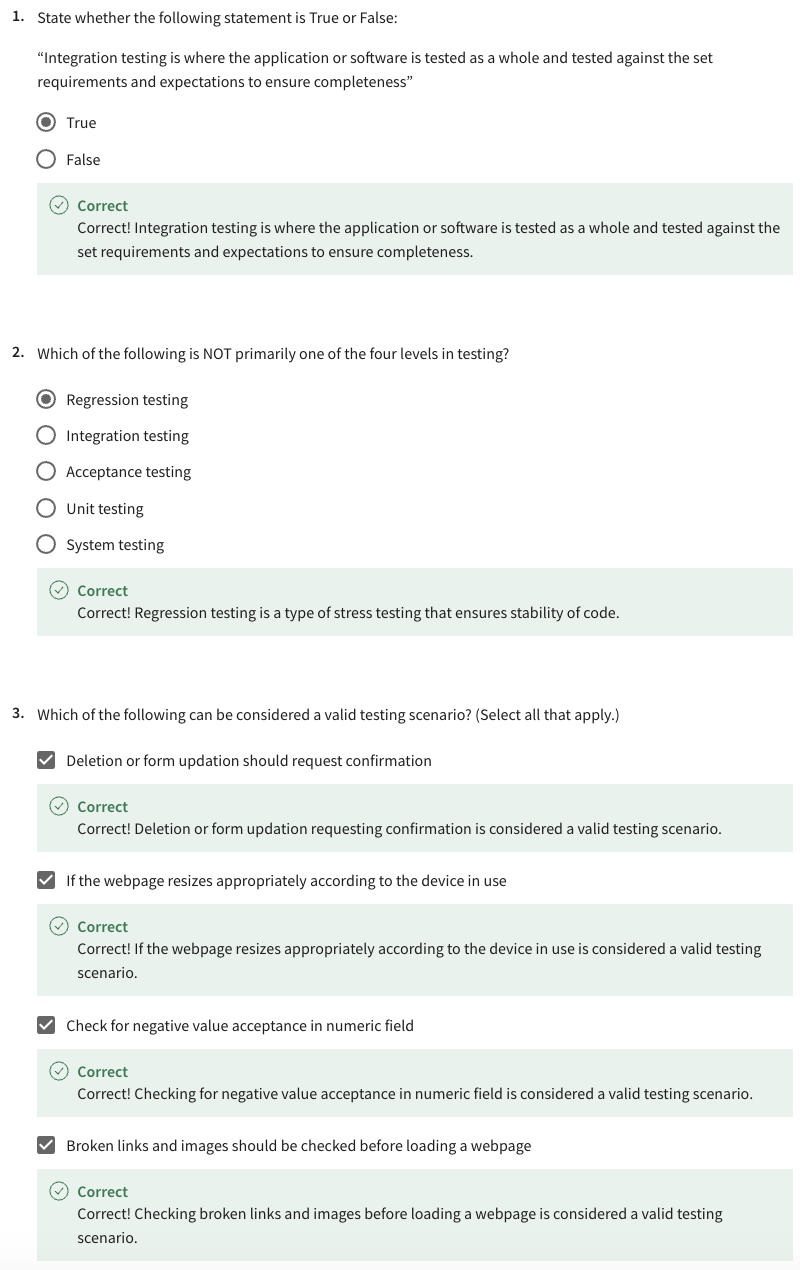 1. State whether the following statement is True or False:
“Integration testing is where the application or software is tested as a whole and tested against the set
requirements and expectations to ensure completeness”
True
False
Correct
Correct! Integration testing is where the application or software is tested as a whole and tested against the
set requirements and expectations to ensure completeness.
2. Which of the following is NOT primarily one of the four levels in testing?
Regression testing
Integration testing
Acceptance testing
Unit testing
System testing
Correct
Correct! Regression testing is a type of stress testing that ensures stability of code.
3. Which of the following can be considered a valid testing scenario? (Select all that apply.)
Deletion or form updation should request confirmation
Correct
Correct! Deletion or form updation requesting confirmation is considered a valid testing scenario.
If the webpage resizes appropriately according to the device in use
Correct
Correct! If the webpage resizes appropriately according to the device in use is considered a valid testing
scenario.
Check for negative value acceptance in numeric field
Correct
Correct! Checking for negative value acceptance in numeric field is considered a valid testing scenario.
Broken links and images should be checked before loading a webpage
Correct
Correct! Checking broken links and images before loading a webpage is considered a valid testing
scenario.